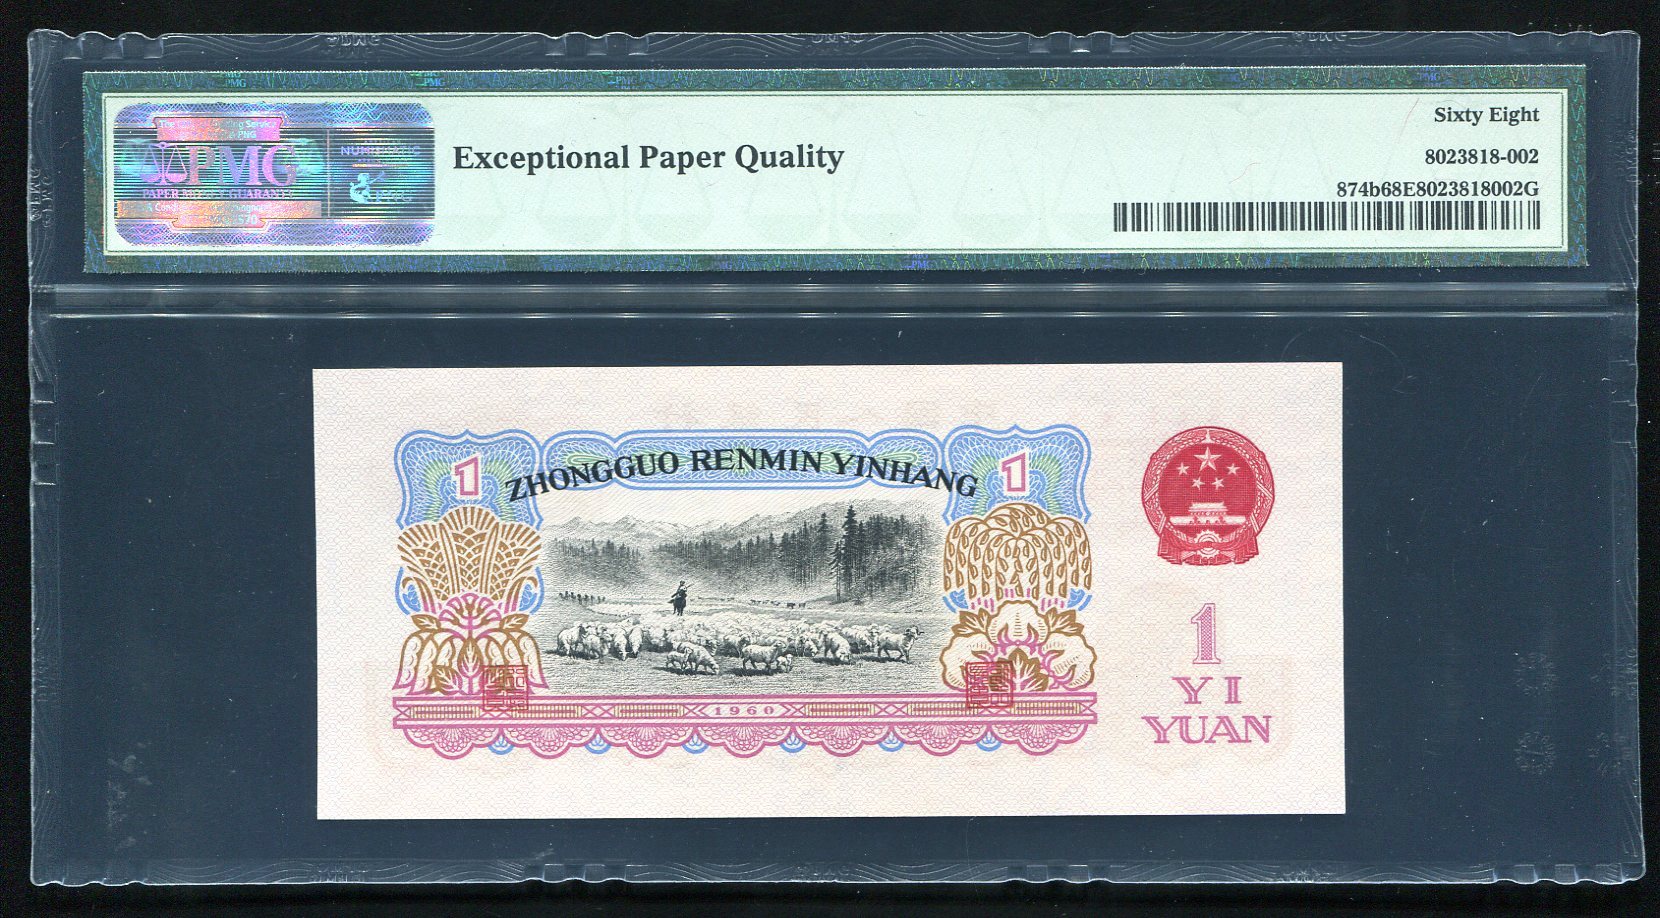 Sixty Eight
Exceptional Paper Quality
8023818-002
PMG
874b68E8023818002G
1
ZHONGGUO RENMIN YINHANG
1
1
1960
YI
YUAN